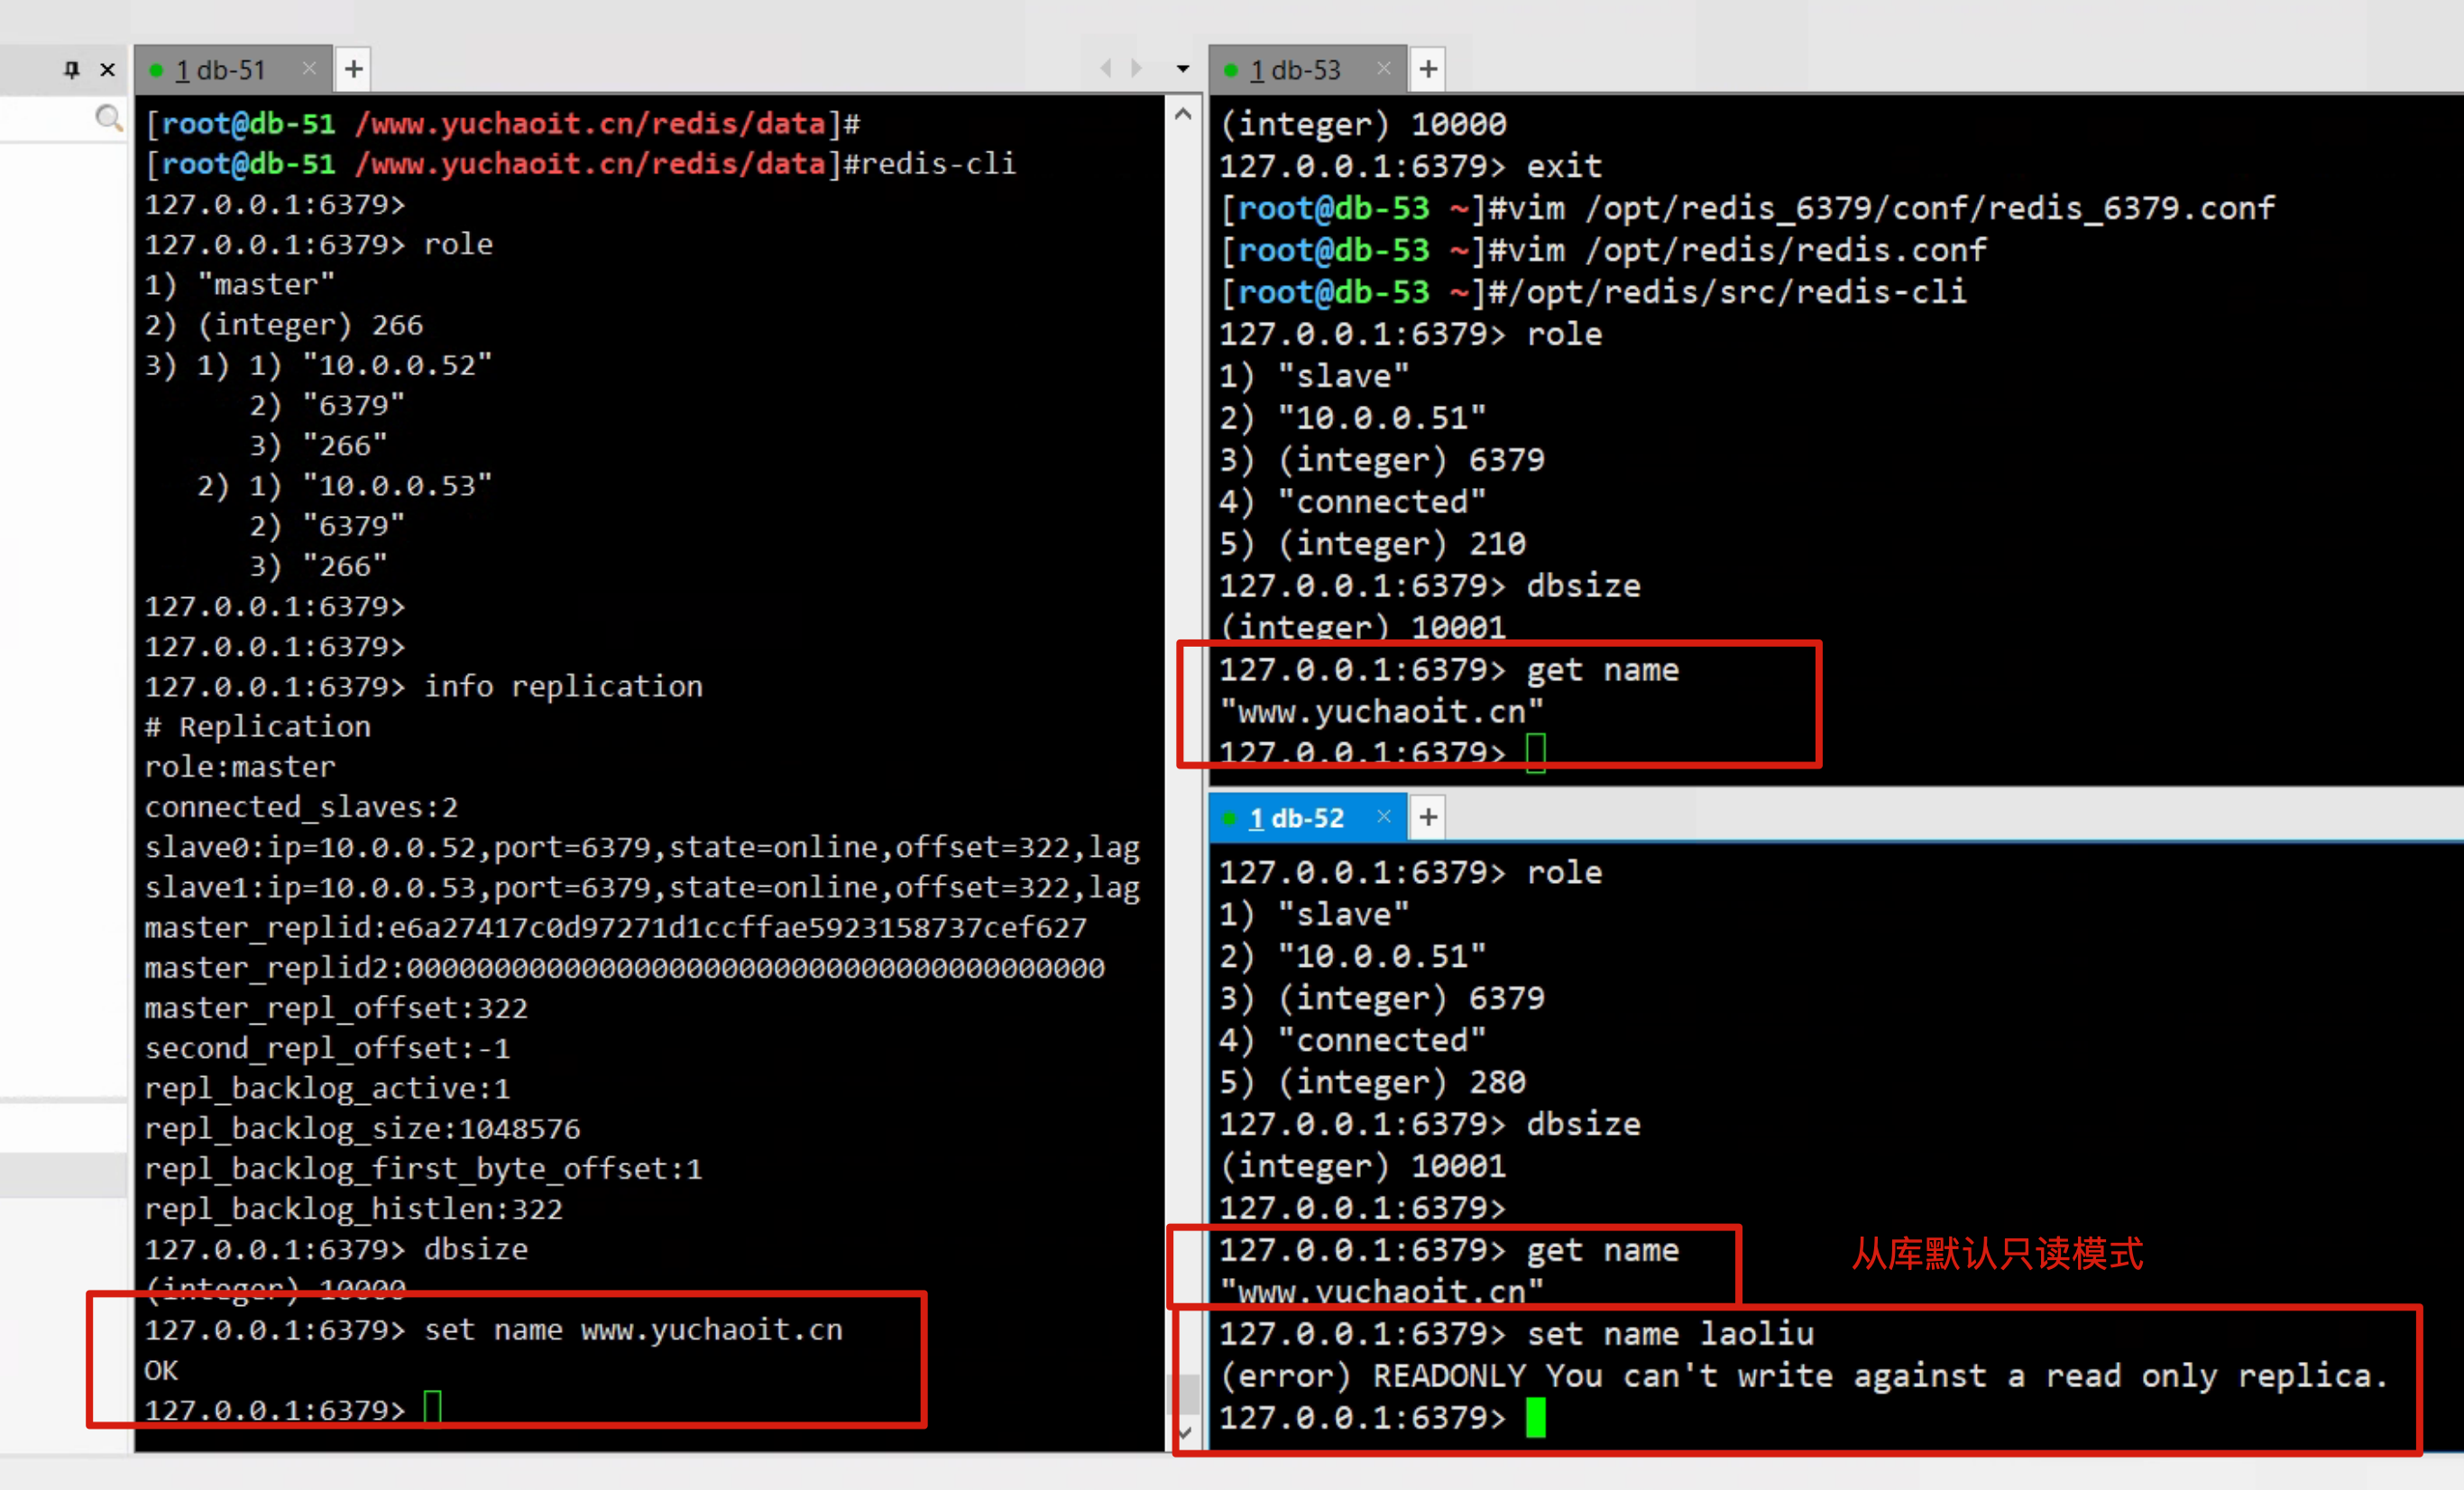 1 db-51
[root@db-51 /www.yuchaoit.cn/redis/data]#
[root@db-51 /www.yuchaoit.cn/redis/data]#redis-cli
127.0.0.1:6379>
127.0.0.1:6379> role
1) "master"
2) (integer) 266
3) 1) 1) "10.0.0.52"
2) "6379"
3) "266"
2) 1) "10.0.0.53"
2) "6379"
3) "266"
127.0.0.1:6379>
127.0.0.1:6379>
127.0.0.1:6379> info replication
# Replication
role:master
connected_slaves:2
slave0:ip=10.0.0.52,port=6379,state=online,offset=322,lag
slave1:ip=10.0.0.53,port=6379,state=online,offset=322,lag
master_replid:e6a27417c0d97271d1ccffae5923158737cef627
master_replid2:0000000000000000000000000000000000000000
master_repl_offset:322
second_repl_offset:-1
repl_backlog_active:1
repl_backlog_size:1048576
repl_backlog_first_byte_offset:1
repl_backlog_histlen:322
127.0.0.1:6379> dbsize
(integer) 10000
127.0.0.1:6379> set name www.yuchaoit.cn
OK
127.0.0.1:6379>
1 db-53
(integer) 10000
127.0.0.1:6379> exit
[root@db-53 ~]#vim /opt/redis_6379/conf/redis_6379.conf
[root@db-53 ~]#vim /opt/redis/redis.conf
[root@db-53 ~]#/opt/redis/src/redis-cli
127.0.0.1:6379> role
1) "slave"
2) "10.0.0.51"
3) (integer) 6379
4) "connected"
5) (integer) 210
127.0.0.1:6379> dbsize
(integer) 10001
127.0.0.1:6379> get name
"www.yuchaoit.cn"
127.0.0.1:6379>
1 db-52
127.0.0.1:6379> role
1) "slave"
2) "10.0.0.51"
3) (integer) 6379
4) "connected"
5) (integer) 280
127.0.0.1:6379> dbsize
(integer) 10001
127.0.0.1:6379>
127.0.0.1:6379> get name
"www.yuchaoit.cn"
从库默认只读模式
127.0.0.1:6379> set name laoliu
(error) READONLY You can't write against a read only replica.
127.0.0.1:6379>